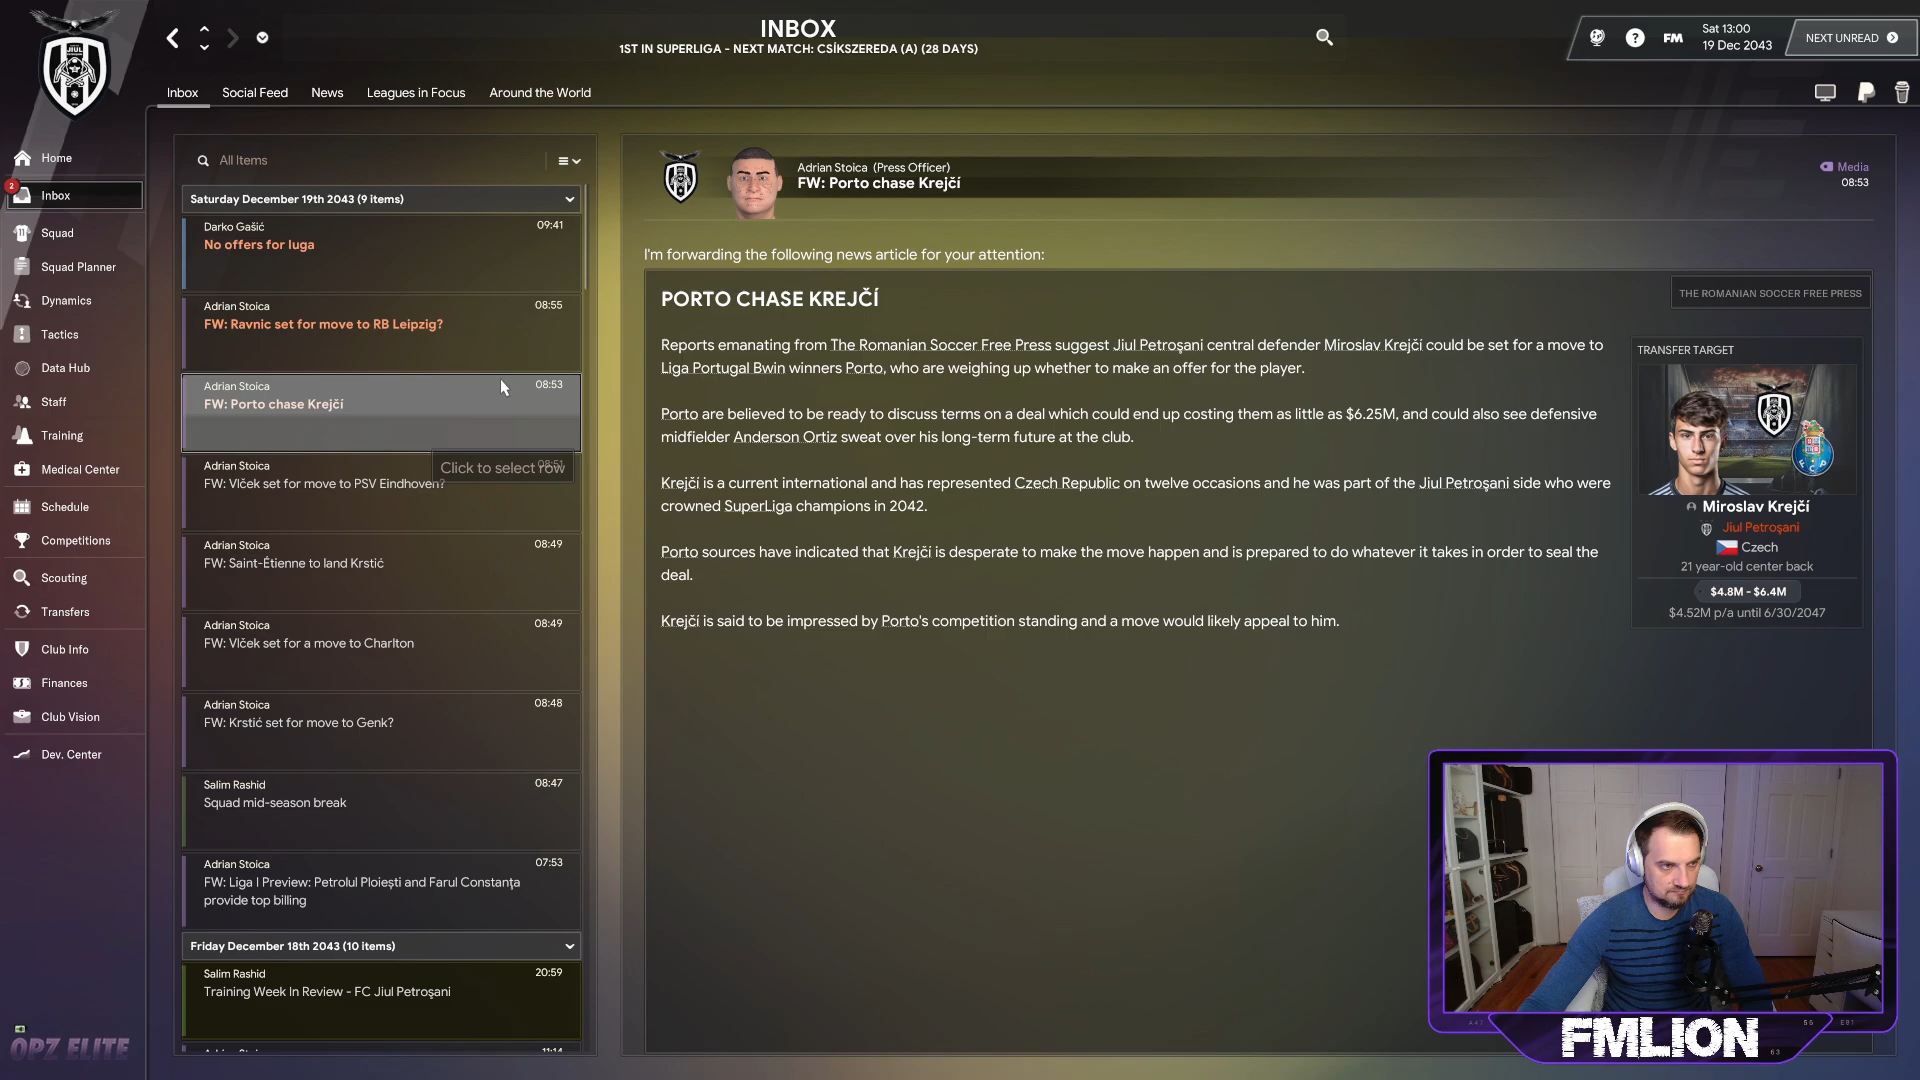 INBOX
1ST IN SUPERLIGA - NEXT MATCH: CSÍKSZEREDA (A) (28 DAYS)
FM
Sat 13:00
19 Dec 2043
NEXT UNREAD
Inbox
Social Feed
News
Leagues in Focus
Around the World
Home
2
Inbox
Squad
Squad Planner
Dynamics
Tactics
Data Hub
Staff
Training
Medical Center
Schedule
Competitions
Scouting
Transfers
Club Info
Finances
Club Vision
Dev. Center
OPZ ELITE
All Items
Saturday December 19th 2043 (9 items)
Darko Gašić
09:41
No offers for Iuga
Adrian Stoica
08:55
FW: Ravnic set for move to RB Leipzig?
Adrian Stoica
08:53
FW: Porto chase Krejčí
Adrian Stoica
08:51
Click to select row
FW: Vlček set for move to PSV Eindhoven?
Adrian Stoica
08:49
FW: Saint-Étienne to land Krstić
Adrian Stoica
08:49
FW: Vlček set for a move to Charlton
Adrian Stoica
08:48
FW: Krstić set for move to Genk?
Salim Rashid
08:47
Squad mid-season break
Adrian Stoica
07:53
FW: Liga I Preview: Petrolul Ploiești and Farul Constanţa
provide top billing
Friday December 18th 2043 (10 items)
Salim Rashid
20:59
Training Week In Review - FC Jiul Petroşani
Adrian Stoica (Press Officer)
FW: Porto chase Krejčí
Media
08:53
I'm forwarding the following news article for your attention:
PORTO CHASE KREJČÍ
THE ROMANIAN SOCCER FREE PRESS
Reports emanating from The Romanian Soccer Free Press suggest Jiul Petroşani central defender Miroslav Krejčí could be set for a move to
Liga Portugal Bwin winners Porto, who are weighing up whether to make an offer for the player.
Porto are believed to be ready to discuss terms on a deal which could end up costing them as little as $6.25M, and could also see defensive
midfielder Anderson Ortiz sweat over his long-term future at the club.
Krejčí is a current international and has represented Czech Republic on twelve occasions and he was part of the Jiul Petroşani side who were
crowned SuperLiga champions in 2042.
Porto sources have indicated that Krejčí is desperate to make the move happen and is prepared to do whatever it takes in order to seal the
deal.
Krejčí is said to be impressed by Porto's competition standing and a move would likely appeal to him.
TRANSFER TARGET
Miroslav Krejčí
Jiul Petroşani
Czech
21 year-old center back
$4.8M - $6.4M
$4.52M p/a until 6/30/2047
FMLION